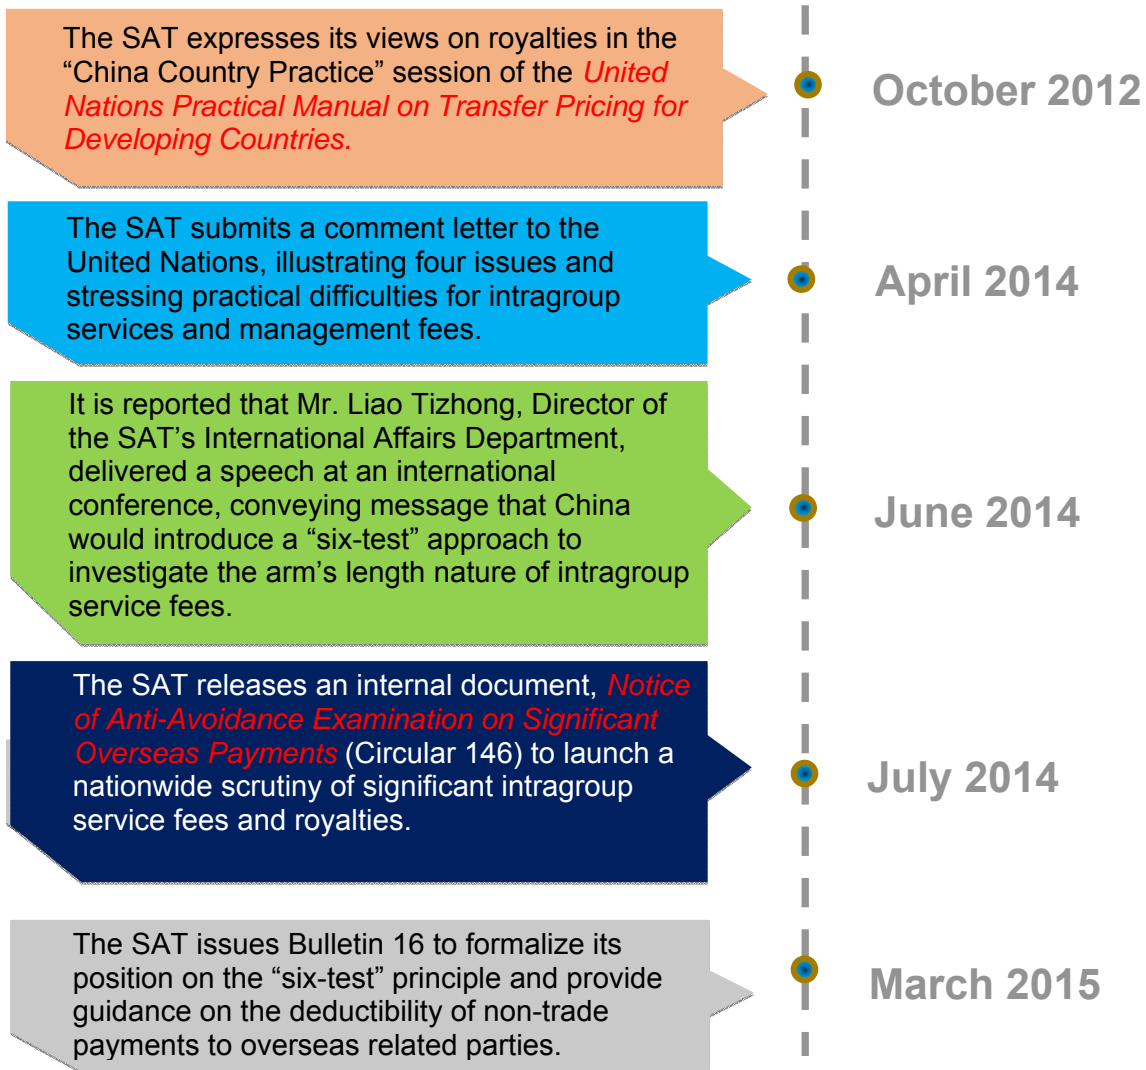 The SAT expresses its views on royalties in the
“China Country Practice” session of the United
Nations Practical Manual on Transfer Pricing for
Developing Countries.
October 2012
The SAT submits a comment letter to the
United Nations, illustrating four issues and
stressing practical difficulties for intragroup
services and management fees.
April 2014
It is reported that Mr. Liao Tizhong, Director of
the SAT’s International Affairs Department,
delivered a speech at an international
conference, conveying message that China
would introduce a “six-test” approach to
investigate the arm’s length nature of intragroup
service fees.
June 2014
The SAT releases an internal document, Notice
of Anti-Avoidance Examination on Significant
Overseas Payments (Circular 146) to launch a
nationwide scrutiny of significant intragroup
service fees and royalties.
July 2014
The SAT issues Bulletin 16 to formalize its
position on the “six-test” principle and provide
guidance on the deductibility of non-trade
payments to overseas related parties.
March 2015